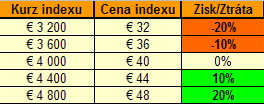 Kurz indexu Cena indexu Zisk/Ztráta
€ 3 200 € 32 -20%
€ 3 600 € 36 -10%
€ 4 000 € 40 0%
€ 4 400 € 44 10%
€ 4 800 € 48 20%